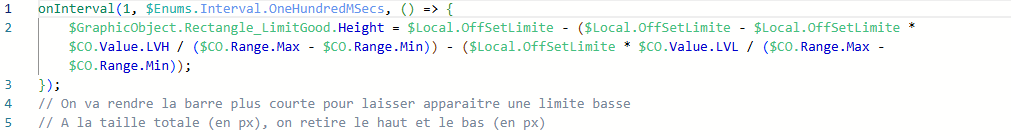 1 onInterval(1, $Enums.Interval.OneHundredMSecs, () => {
2 $GraphicObject.Rectangle_LimitGood.Height = $Local.OffSetLimite - ($Local.OffSetLimite - $Local.OffSetLimite *
$CO.Value.LVH / ($CO.Range.Max - $CO.Range.Min)) - ($Local.OffSetLimite * $CO.Value.LVL / ($CO.Range.Max -
$CO.Range.Min));
3 });
4 // On va rendre la barre plus courte pour laisser apparaitre une limite basse
5 // A la taille totale (en px), on retire le haut et le bas (en px)